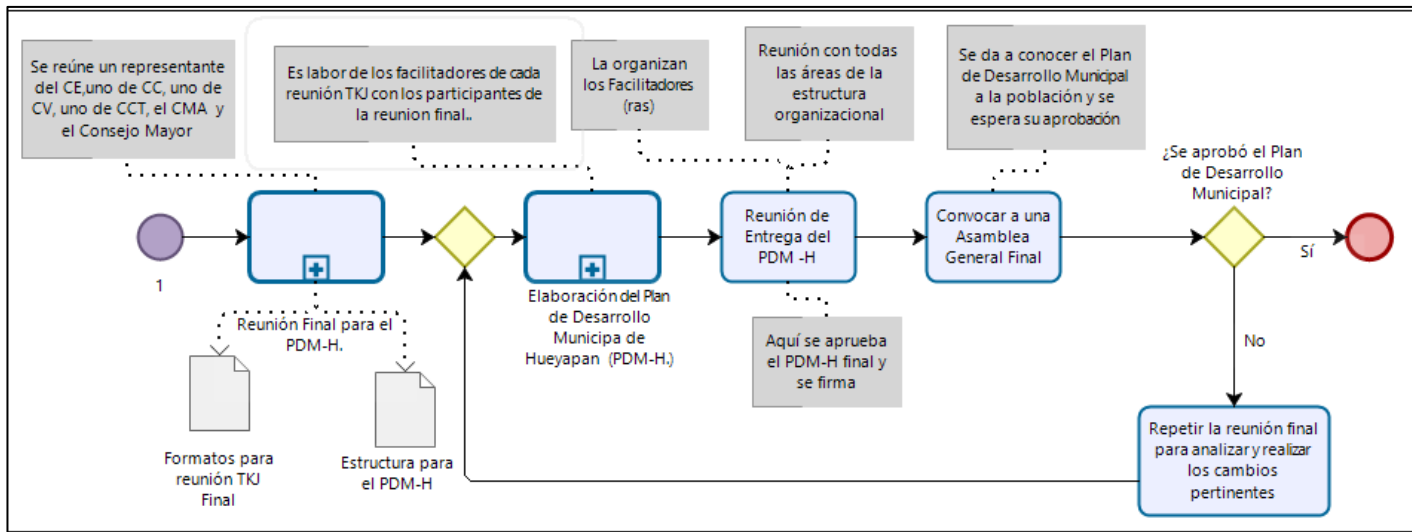 Se reúne un representante
del CE,uno de CC, uno de
CV, uno de CCT, el CMA y
el Consejo Mayor
Es labor de los facilitadores de cada
reunión TKJ con los participantes de
la reunion final..
La organizan
los Facilitadores
(ras)
Reunión con todas
las áreas de la
estructura
organizacional
Se da a conocer el Plan
de Desarrollo Municipal
a la población y se
espera su aprobación
¿Se aprobó el Plan
de Desarrollo
Municipal?
1
Reunión Final para el
PDM-H.
Elaboración del Plan
de Desarrollo
Municipa de
Hueyapan (PDM-H.)
Reunión de
Entrega del
PDM -H
Convocar a una
Asamblea
General Final
Sí
No
Aquí se aprueba
el PDM-H final y
se firma
Formatos para
reunión TKJ
Final
Estructura para
el PDM-H
Repetir la reunión final
para analizar y realizar
los cambios
pertinentes